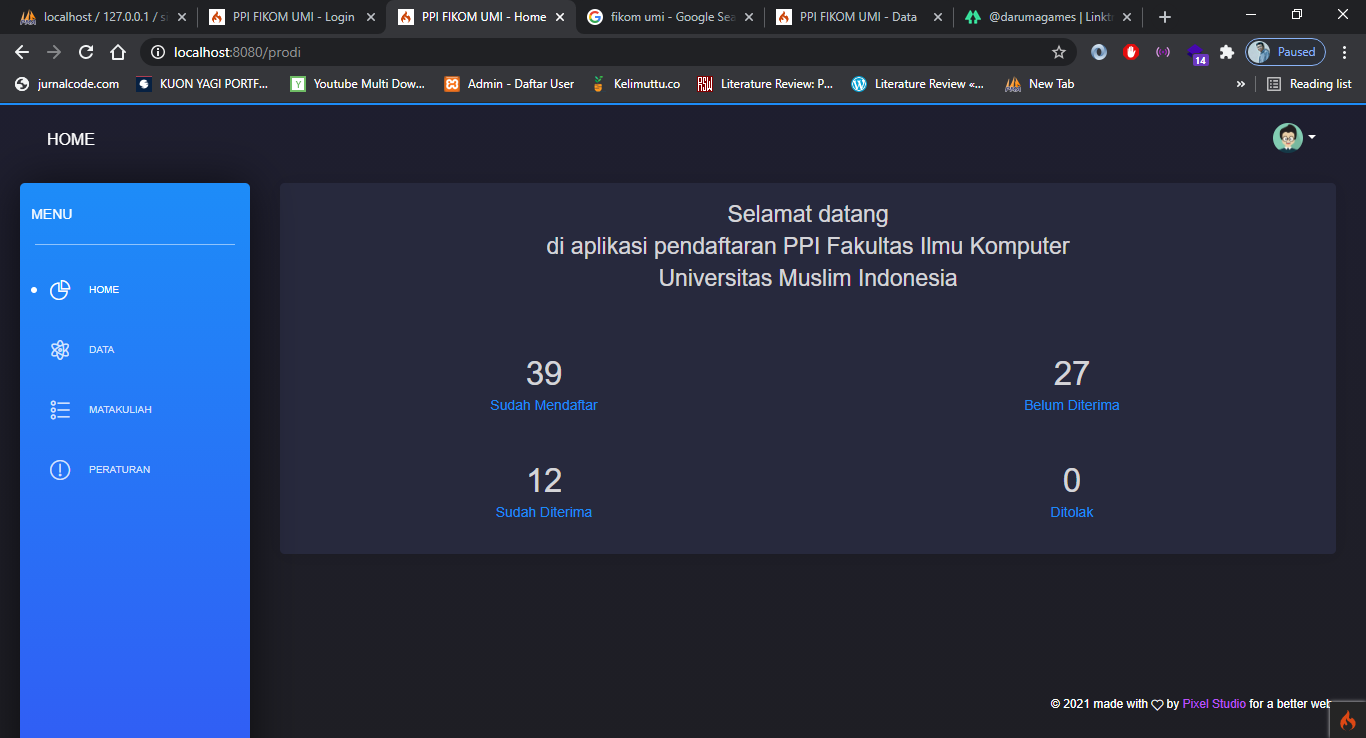 localhost / 127.0.0.1 / si
PPI FIKOM UMI - Login
PPI FIKOM UMI - Home
fikom umi - Google Sea
PPI FIKOM UMI - Data
@darumagames | Linktr
localhost:8080/prodi
14
Paused
jurnalcode.com
KUON YAGI PORTF...
Youtube Multi Dow...
Admin - Daftar User
Kelimuttu.co
Literature Review: P...
Literature Review «...
New Tab
»
Reading list
HOME
MENU
HOME
DATA
MATAKULIAH
PERATURAN
Selamat datang
di aplikasi pendaftaran PPI Fakultas Ilmu Komputer
Universitas Muslim Indonesia
39
Sudah Mendaftar
27
Belum Diterima
12
Sudah Diterima
0
Ditolak
© 2021 made with ♡ by Pixel Studio for a better web